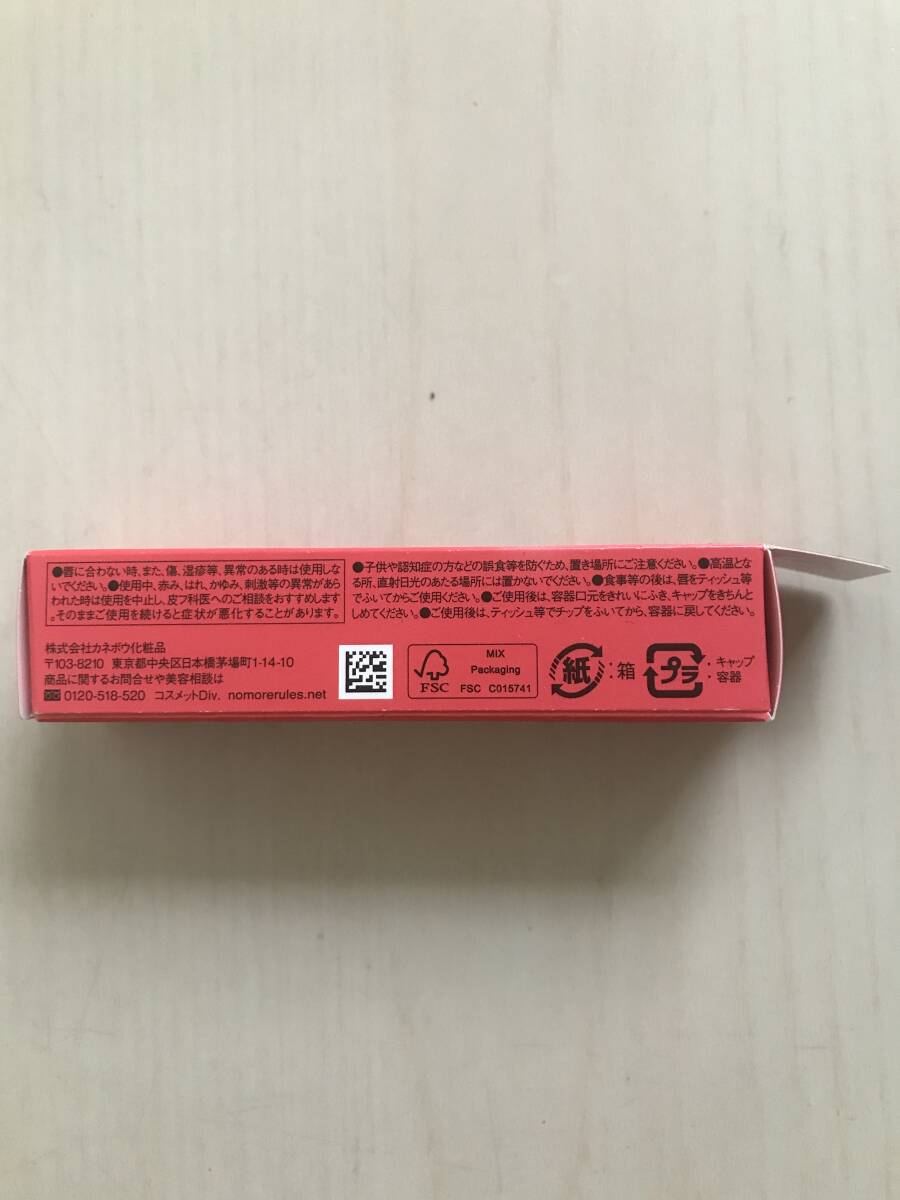 ●唇に合わない時、また、傷、湿疹等、異常のある時は使用しな
いでください。●使用中、赤み、はれ、かゆみ、刺激等の異常があら
われた時は使用を中止し、皮フ科医へのご相談をおすすめします
。そのままご使用を続けると症状が悪化することがあります。
●子供や認知症の方などの誤食等を防ぐため、置き場所にご注意ください。●高温とな
る所、直射日光のあたる場所には置かないでください。●食事等の後は、唇をティッシュ等
でふいてからご使用ください。●ご使用後は、容器口元をきれいにふき、キャップをきちんと
しめてください。●ご使用後は、ティッシュ等でチップをふいてから、容器に戻してください。
株式会社カネボウ化粧品
〒103-8210 東京都中央区日本橋茅場町1-14-10
商品に関するお問合せや美容相談は
0120-518-520 コスメットDiv. nomorerules.net
FSC
MIX
Packaging
FSC C015741
紙:箱
プラ:キャップ
容器